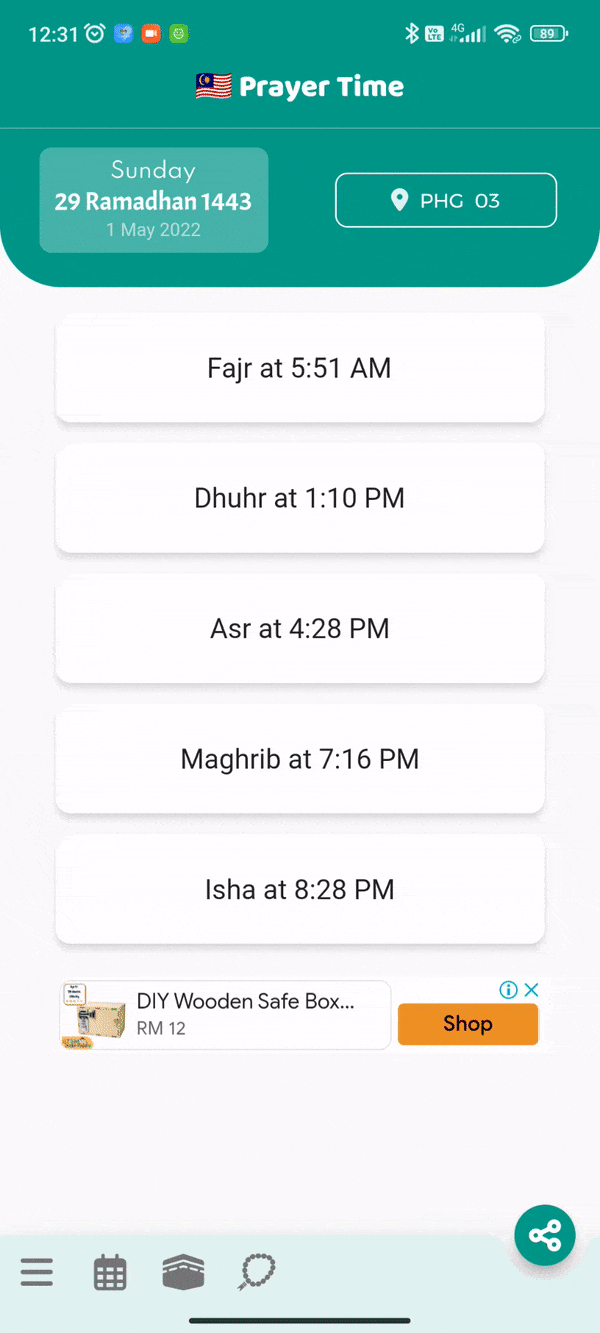 12:31
Vo LTE 4G 89
Prayer Time
Sunday
29 Ramadhan 1443
1 May 2022
PHG 03
Fajr at 5:51 AM
Dhuhr at 1:10 PM
Asr at 4:28 PM
Maghrib at 7:16 PM
Isha at 8:28 PM
DIY Wooden Safe Box...
RM 12
Shop